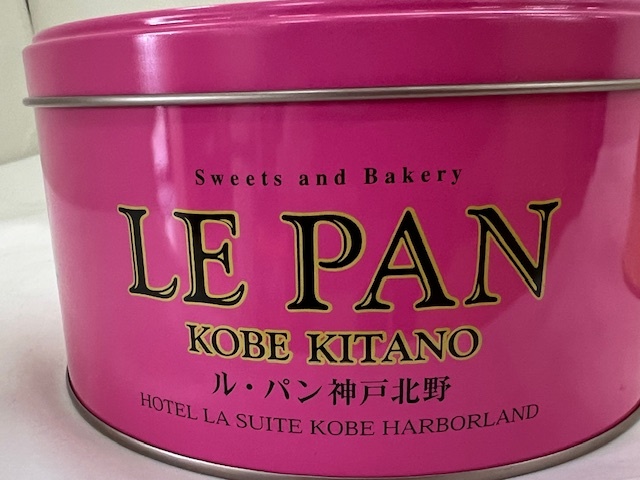 Sweets and Bakery
LE PAN
KOBE KITANO
ル・パン神戸北野
HOTEL LA SUITE KOBE HARBORLAND